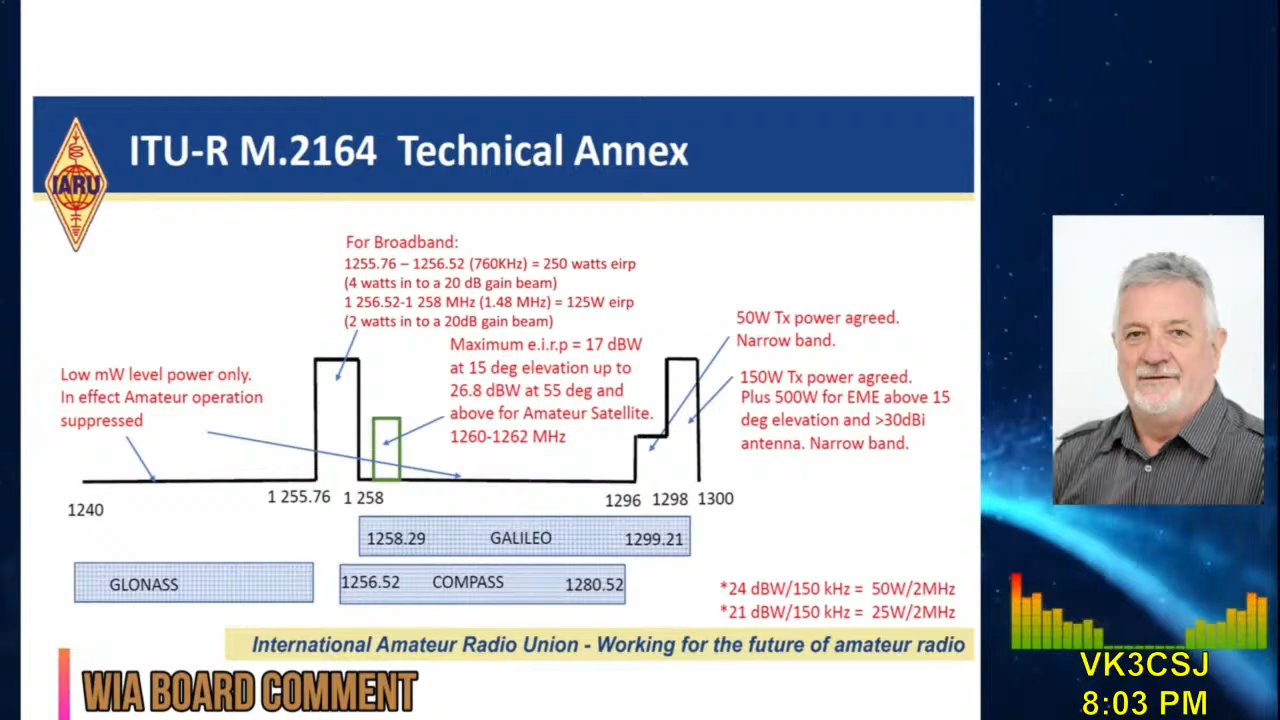 ITU-R M.2164  Technical Annex
IARU
For Broadband:
1255.76 – 1256.52 (760KHz) = 250 watts eirp
(4 watts in to a 20 dB gain beam)
1 256.52-1 258 MHz (1.48 MHz) = 125W eirp
(2 watts in to a 20dB gain beam)
Maximum e.i.r.p = 17 dBW
at 15 deg elevation up to
26.8 dBW at 55 deg and
above for Amateur Satellite.
1260-1262 MHz
50W Tx power agreed.
Narrow band.
150W Tx power agreed.
Plus 500W for EME above 15
deg elevation and >30dBi
antenna. Narrow band.
Low mW level power only.
In effect Amateur operation
suppressed
1240
1 255.76
1 258
1296
1298
1300
1258.29 GALILEO 1299.21
GLONASS
1256.52 COMPASS 1280.52
*24 dBW/150 kHz = 50W/2MHz
*21 dBW/150 kHz = 25W/2MHz
International Amateur Radio Union - Working for the future of amateur radio
WIA BOARD COMMENT
VK3CSJ
8:03 PM